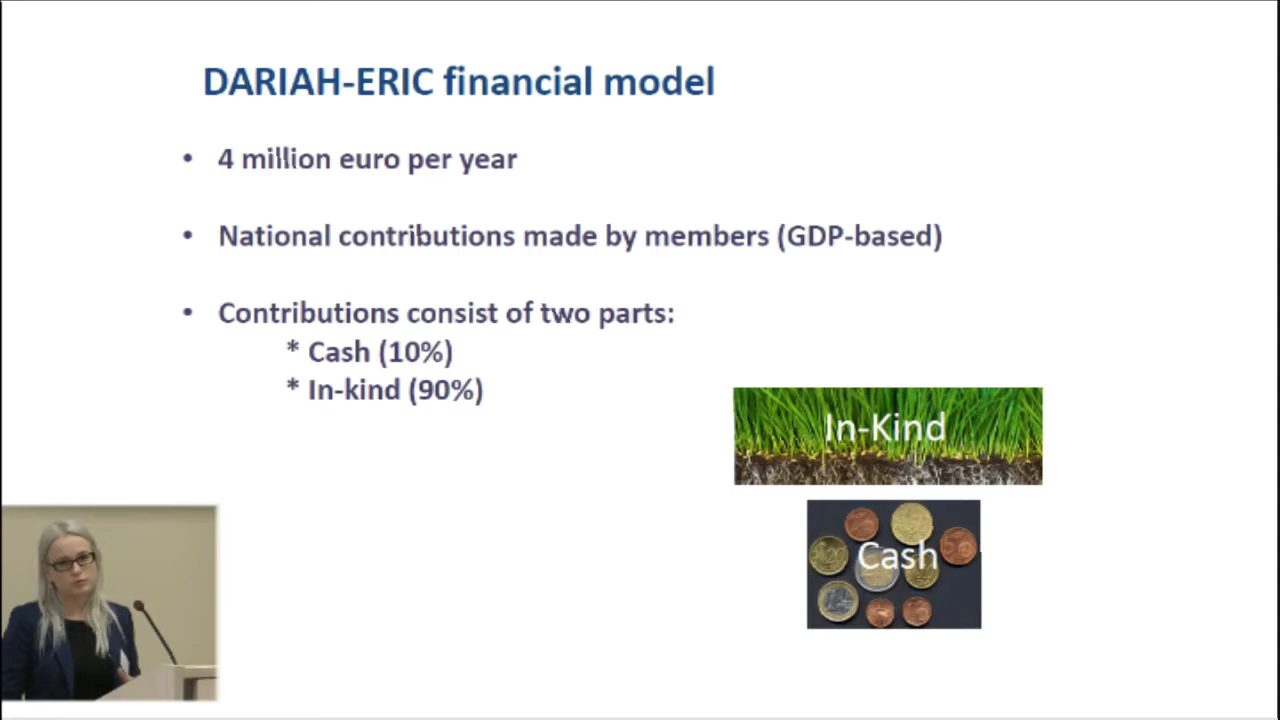 DARIAH-ERIC financial model
• 4 million euro per year
• National contributions made by members (GDP-based)
• Contributions consist of two parts:
* Cash (10%)
* In-kind (90%)
In-Kind
Cash